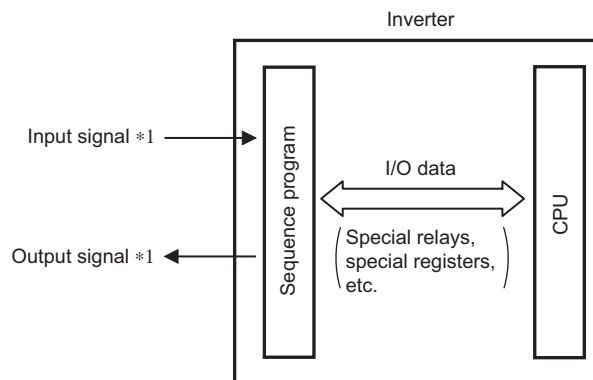 Inverter
Input signal *1
Output signal *1
Sequence program
I/O data
(Special relays,
special registers,
etc.)
CPU